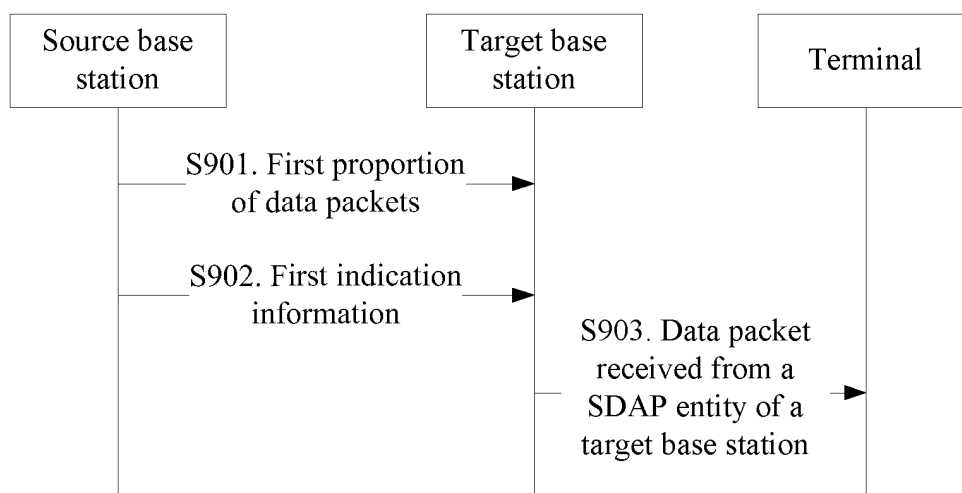 Source base
station
Target base
station
Terminal
S901. First proportion
of data packets
S902. First indication
information
S903. Data packet
received from a
SDAP entity of a
target base station